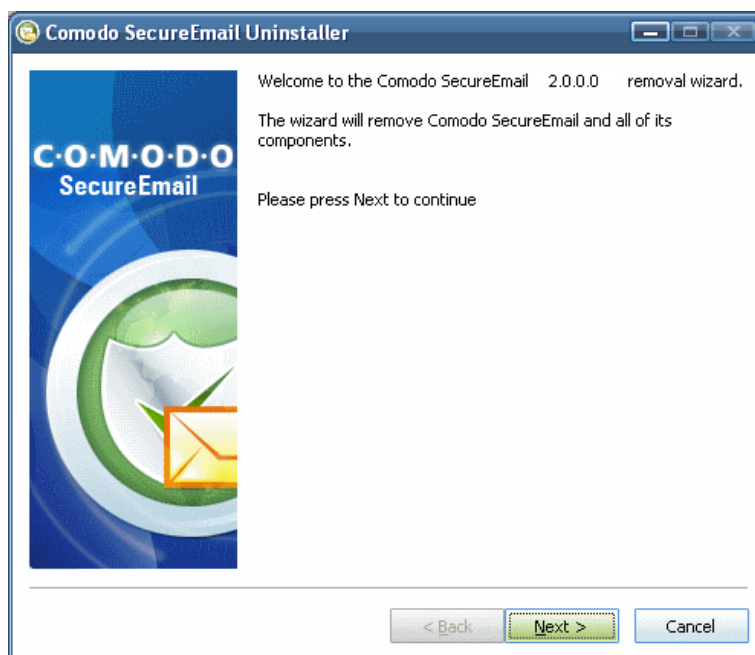 Comodo SecureEmail Uninstaller
C·O·M·O·D·O
SecureEmail
Welcome to the Comodo SecureEmail 2.0.0.0 removal wizard.
The wizard will remove Comodo SecureEmail and all of its
components.
Please press Next to continue
< Back
Next >
Cancel